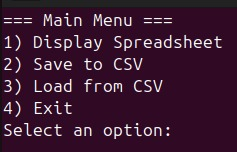 === Main Menu ===
1) Display Spreadsheet
2) Save to CSV
3) Load from CSV
4) Exit
Select an option: